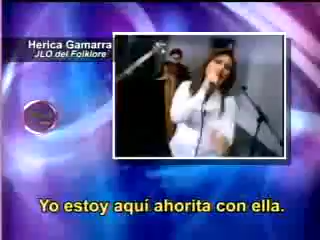 Herica Gamarra
JLO del Folklore
Yo estoy aquí ahorita con ella.